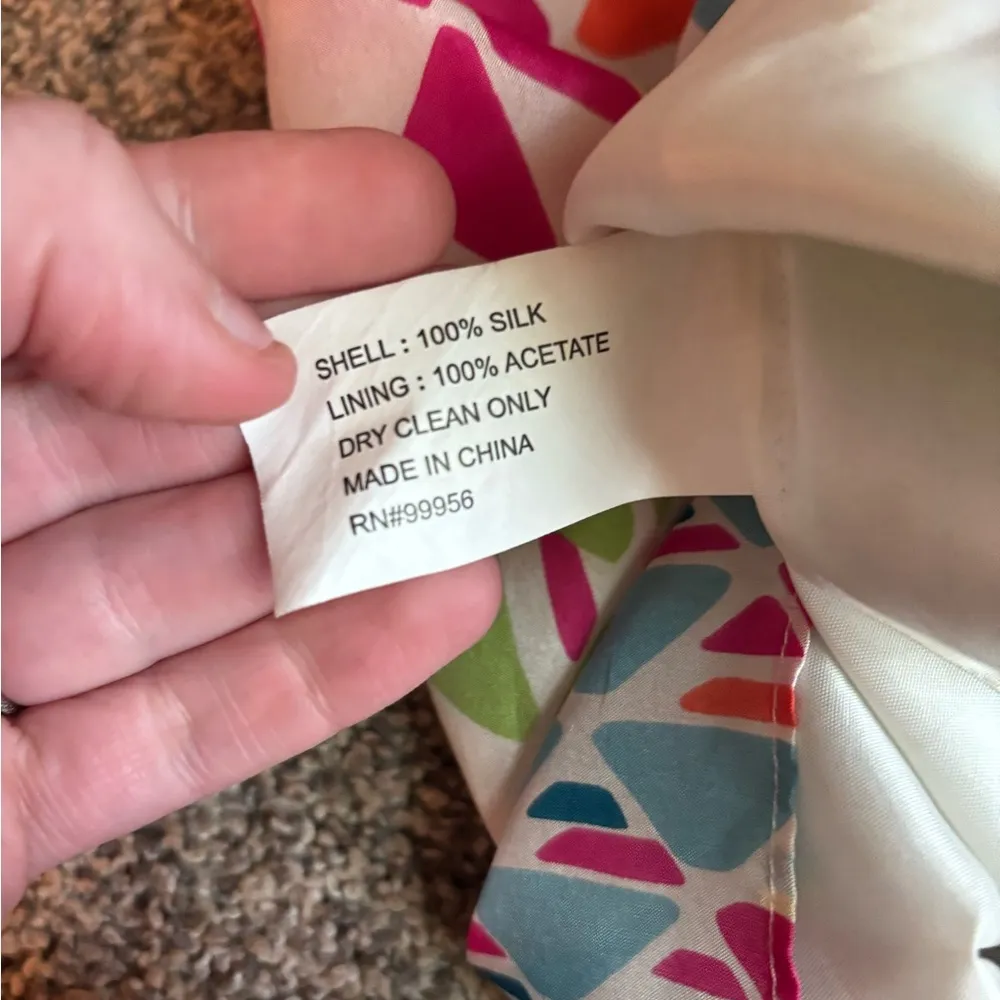 SHELL : 100% SILK
LINING : 100% ACETATE
DRY CLEAN ONLY
MADE IN CHINA
RN#99956